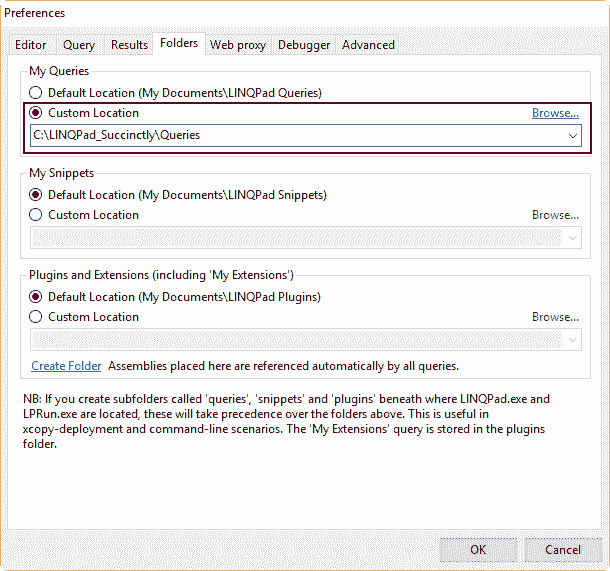 Preferences
Editor Query Results Folders Web proxy Debugger Advanced
My Queries
Default Location (My Documents\LINQPad Queries)
Custom Location Browse...
C:\LINQPad_Succinctly\Queries
My Snippets
Default Location (My Documents\LINQPad Snippets)
Custom Location Browse...
Plugins and Extensions (including 'My Extensions')
Default Location (My Documents\LINQPad Plugins)
Custom Location Browse...
Create Folder Assemblies placed here are referenced automatically by all queries.
NB: If you create subfolders called 'queries', 'snippets' and 'plugins' beneath where LINQPad.exe and
LPRun.exe are located, these will take precedence over the folders above. This is useful in
xcopy-deployment and command-line scenarios. The 'My Extensions' query is stored in the plugins
folder.
OK Cancel